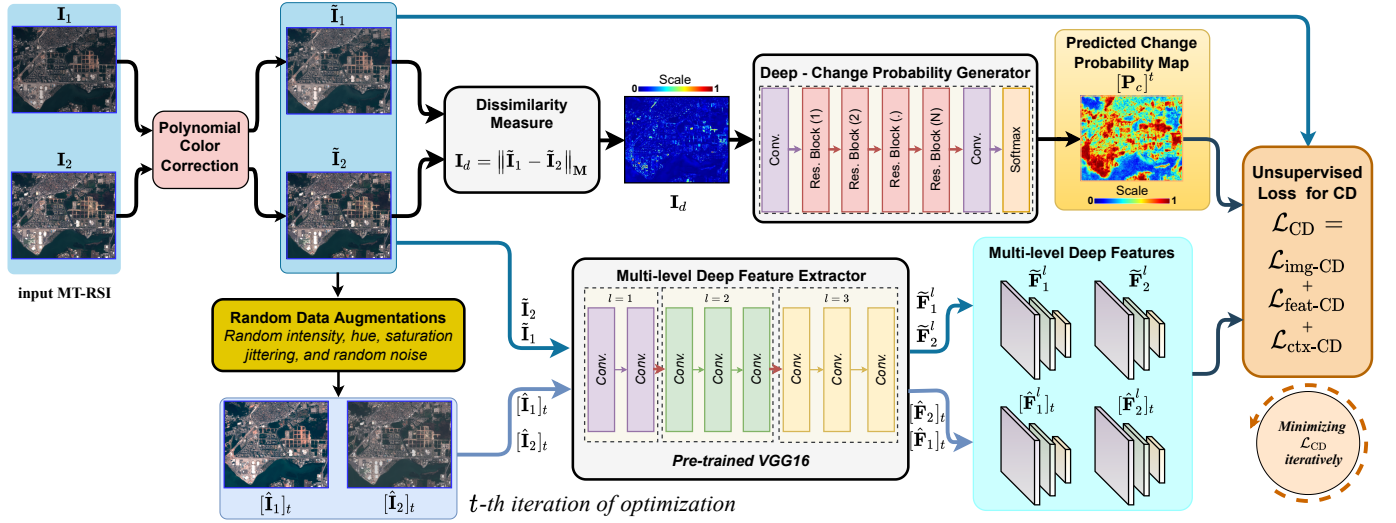 I₁
I₂
input MT-RSI
Polynomial
Color
Correction
Ĩ₁
Ĩ₂
Dissimilarity
Measure
I_d = ‖Ĩ₁ − Ĩ₂‖_M
Scale
0 1
I_d
Deep - Change Probability Generator
Conv.
Res. Block (1)
Res. Block (2)
Res. Block (.)
Res. Block (N)
Conv.
Softmax
Predicted Change
Probability Map
[P_c]^t
Scale
0 1
Unsupervised
Loss for CD
ℒ_CD =
ℒ_img-CD
+
ℒ_feat-CD
+
ℒ_ctx-CD
Minimizing
ℒ_CD
iteratively
Random Data Augmentations
Random intensity, hue, saturation
jittering, and random noise
[Î₁]_t
[Î₂]_t
t-th iteration of optimization
Ĩ₂
Ĩ₁
[Î₁]_t
[Î₂]_t
Multi-level Deep Feature Extractor
l = 1
l = 2
l = 3
Conv.
Conv.
Conv.
Conv.
Conv.
Conv.
Conv.
Conv.
Pre-trained VGG16
F̃₁^l
F̃₂^l
[F̂₂]_t
[F̂₁]_t
Multi-level Deep Features
F̃₁^l
F̃₂^l
[F̂₁^l]_t
[F̂₂^l]_t